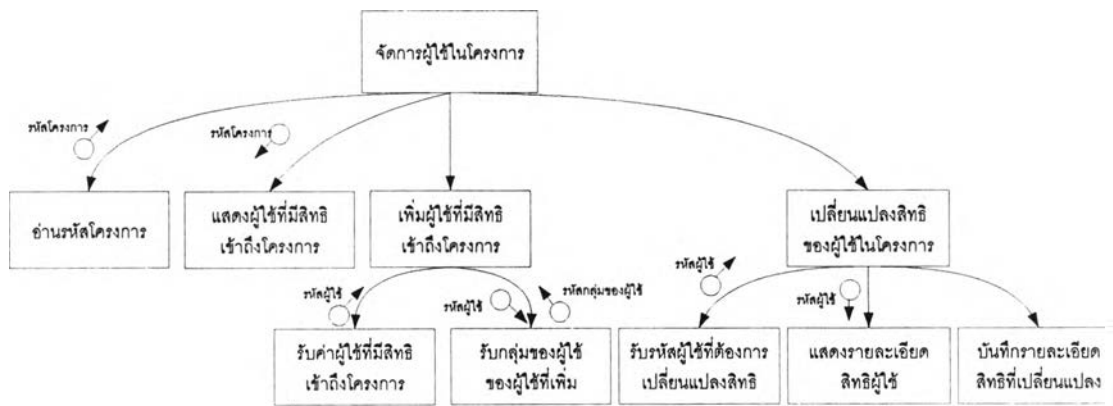 จัดการผู้ใช้ในโครงการ
รหัสโครงการ
รหัสโครงการ
อ่านรหัสโครงการ
แสดงผู้ใช้ที่มีสิทธิ
เข้าถึงโครงการ
เพิ่มผู้ใช้ที่มีสิทธิ
เข้าถึงโครงการ
เปลี่ยนแปลงสิทธิ
ของผู้ใช้ในโครงการ
รหัสผู้ใช้
รหัสผู้ใช้
รหัสกลุ่มของผู้ใช้
รหัสผู้ใช้
รหัสผู้ใช้
รับค่าผู้ใช้ที่มีสิทธิ
เข้าถึงโครงการ
รับกลุ่มของผู้ใช้
ของผู้ใช้ที่เพิ่ม
รับรหัสผู้ใช้ที่ต้องการ
เปลี่ยนแปลงสิทธิ
แสดงรายละเอียด
สิทธิผู้ใช้
บันทึกรายละเอียด
สิทธิที่เปลี่ยนแปลง